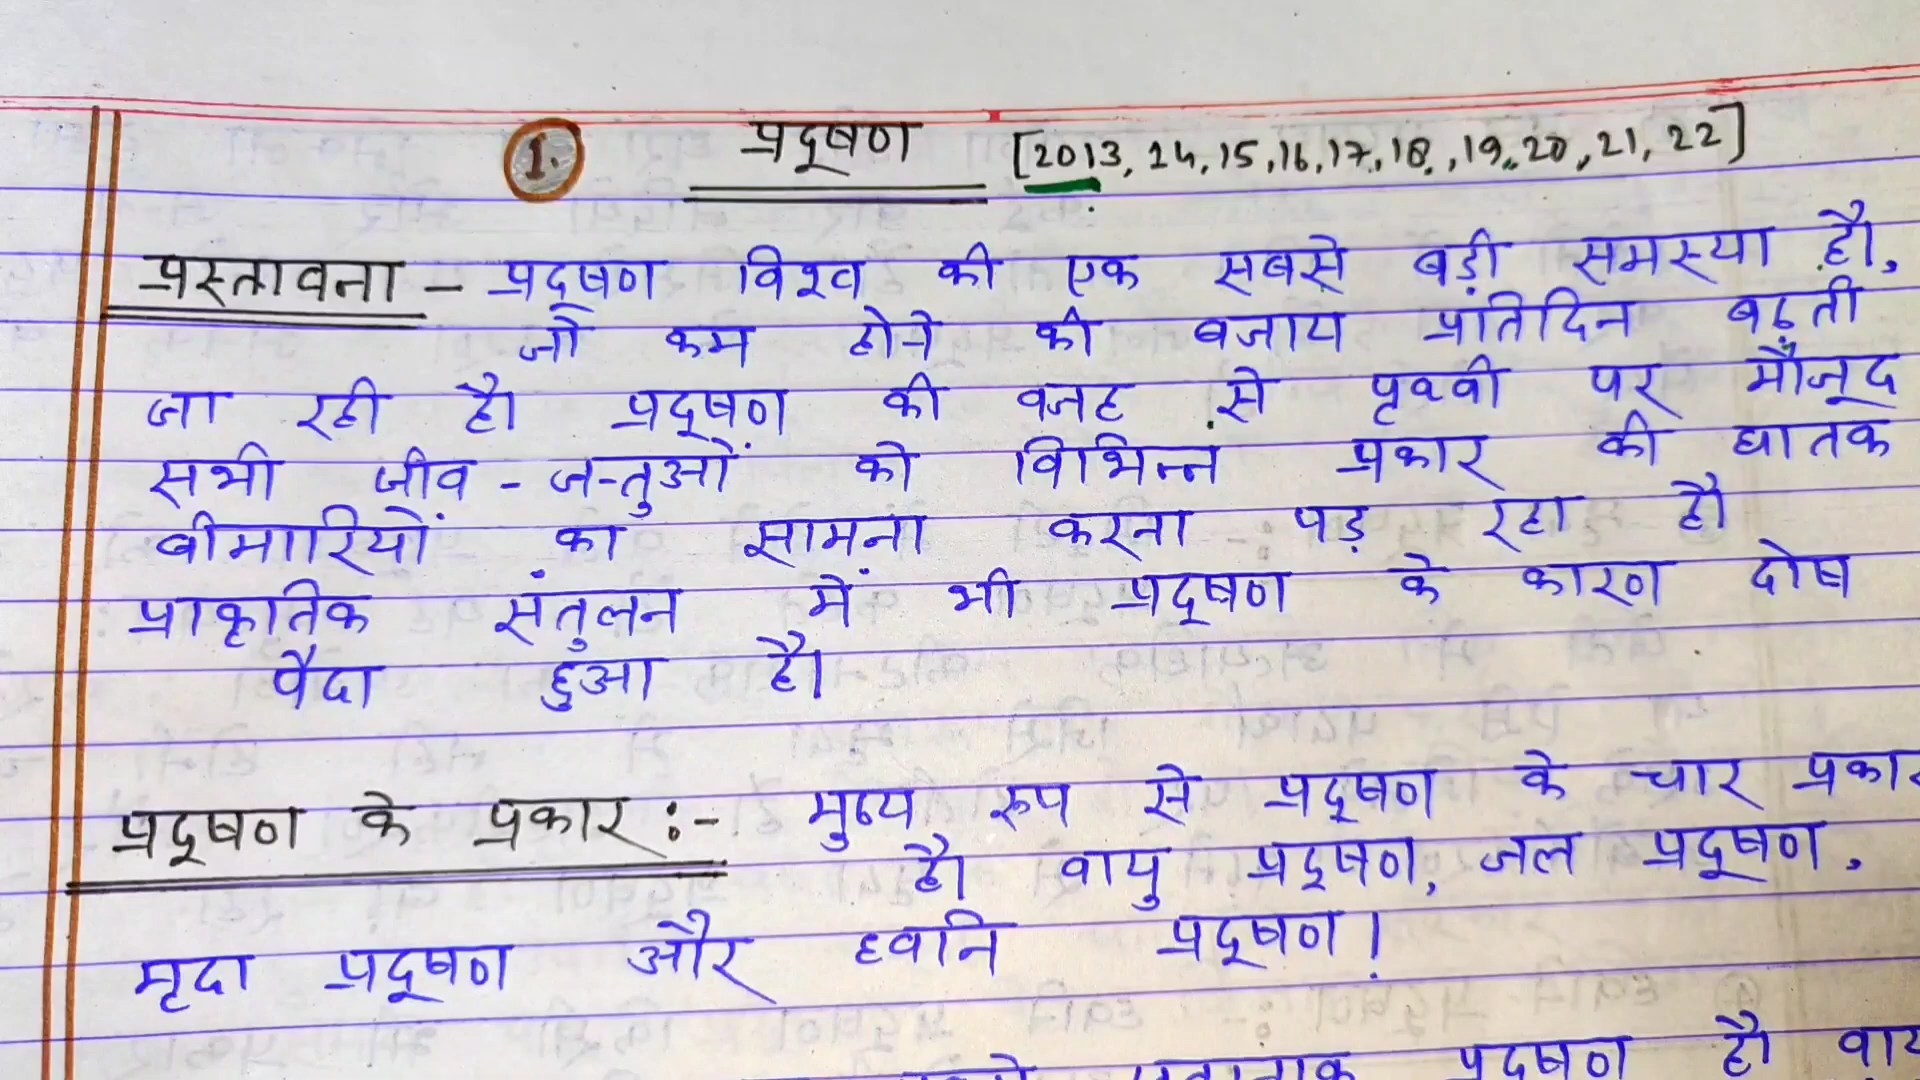 1. प्रदूषण [2013, 14, 15, 16, 17, 18, 19, 20, 21, 22]
प्रस्तावना - प्रदूषण विश्व की एक सबसे बड़ी समस्या है,
जो कम होने की बजाय प्रतिदिन बढ़ती
जा रही है। प्रदूषण की वजह से पृथ्वी पर मौजूद
सभी जीव - जन्तुओं को विभिन्न प्रकार की घातक
बीमारियों का सामना करना पड़ रहा है।
प्राकृतिक संतुलन में भी प्रदूषण के कारण दोष
पैदा हुआ है।
प्रदूषण के प्रकार :- मुख्य रूप से प्रदूषण के चार प्रकार
है। वायु प्रदूषण, जल प्रदूषण,
मृदा प्रदूषण और ध्वनि प्रदूषण।
प्रदूषण है।